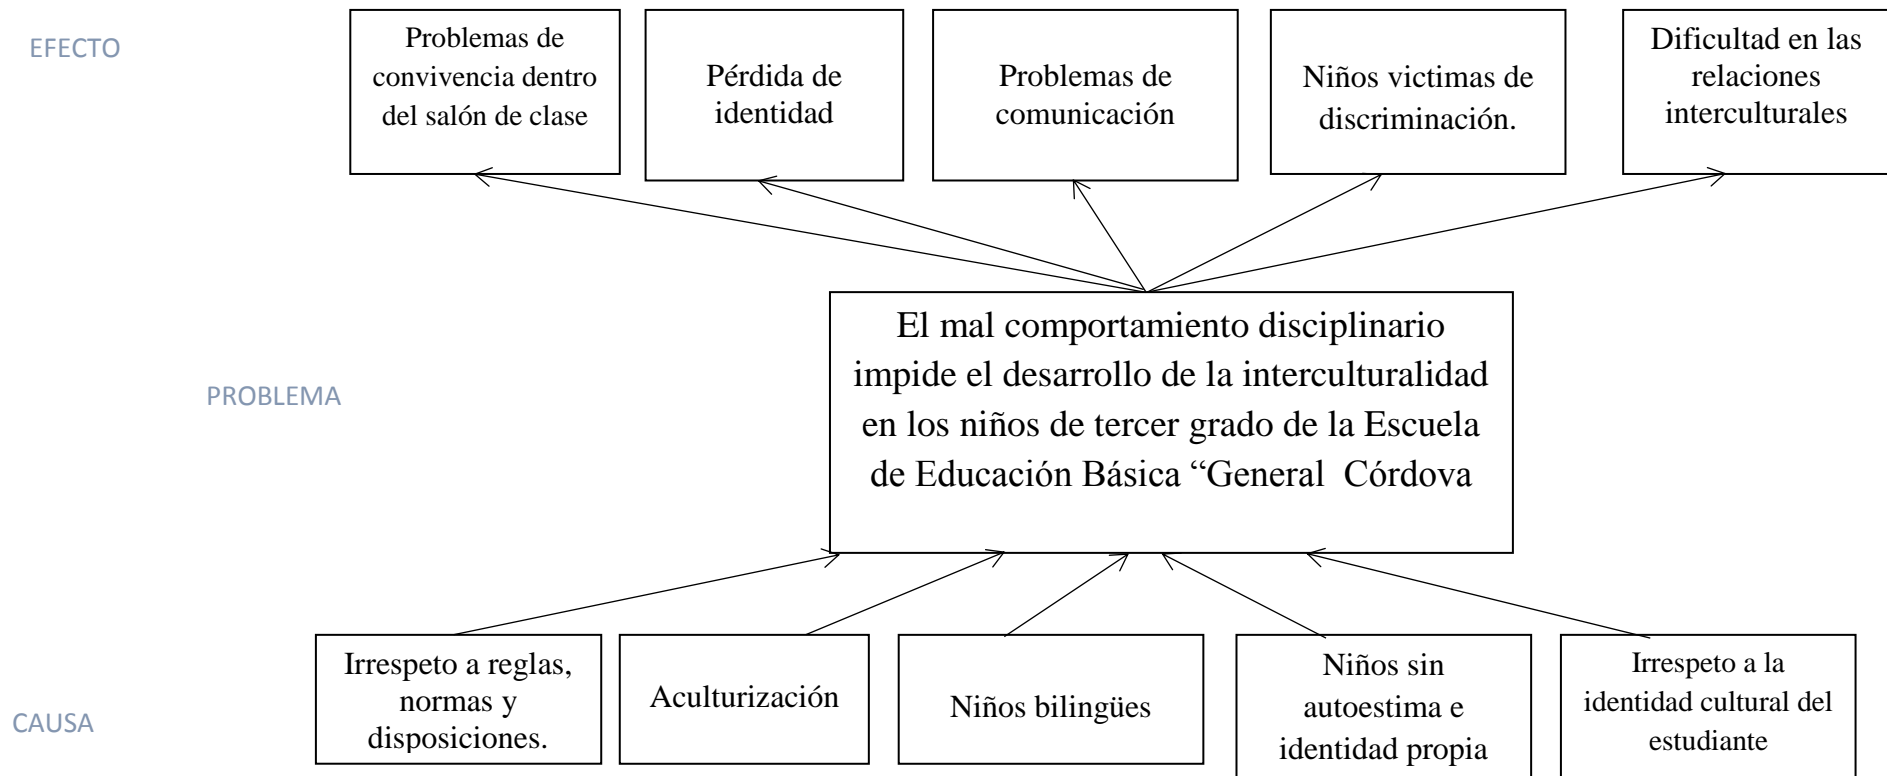 EFECTO
Problemas de
convivencia dentro
del salón de clase
Pérdida de
identidad
Problemas de
comunicación
Niños victimas de
discriminación.
Dificultad en las
relaciones
interculturales
PROBLEMA
El mal comportamiento disciplinario
impide el desarrollo de la interculturalidad
en los niños de tercer grado de la Escuela
de Educación Básica “General Córdova
CAUSA
Irrespeto a reglas,
normas y
disposiciones.
Aculturización
Niños bilingües
Niños sin
autoestima e
identidad propia
Irrespeto a la
identidad cultural del
estudiante